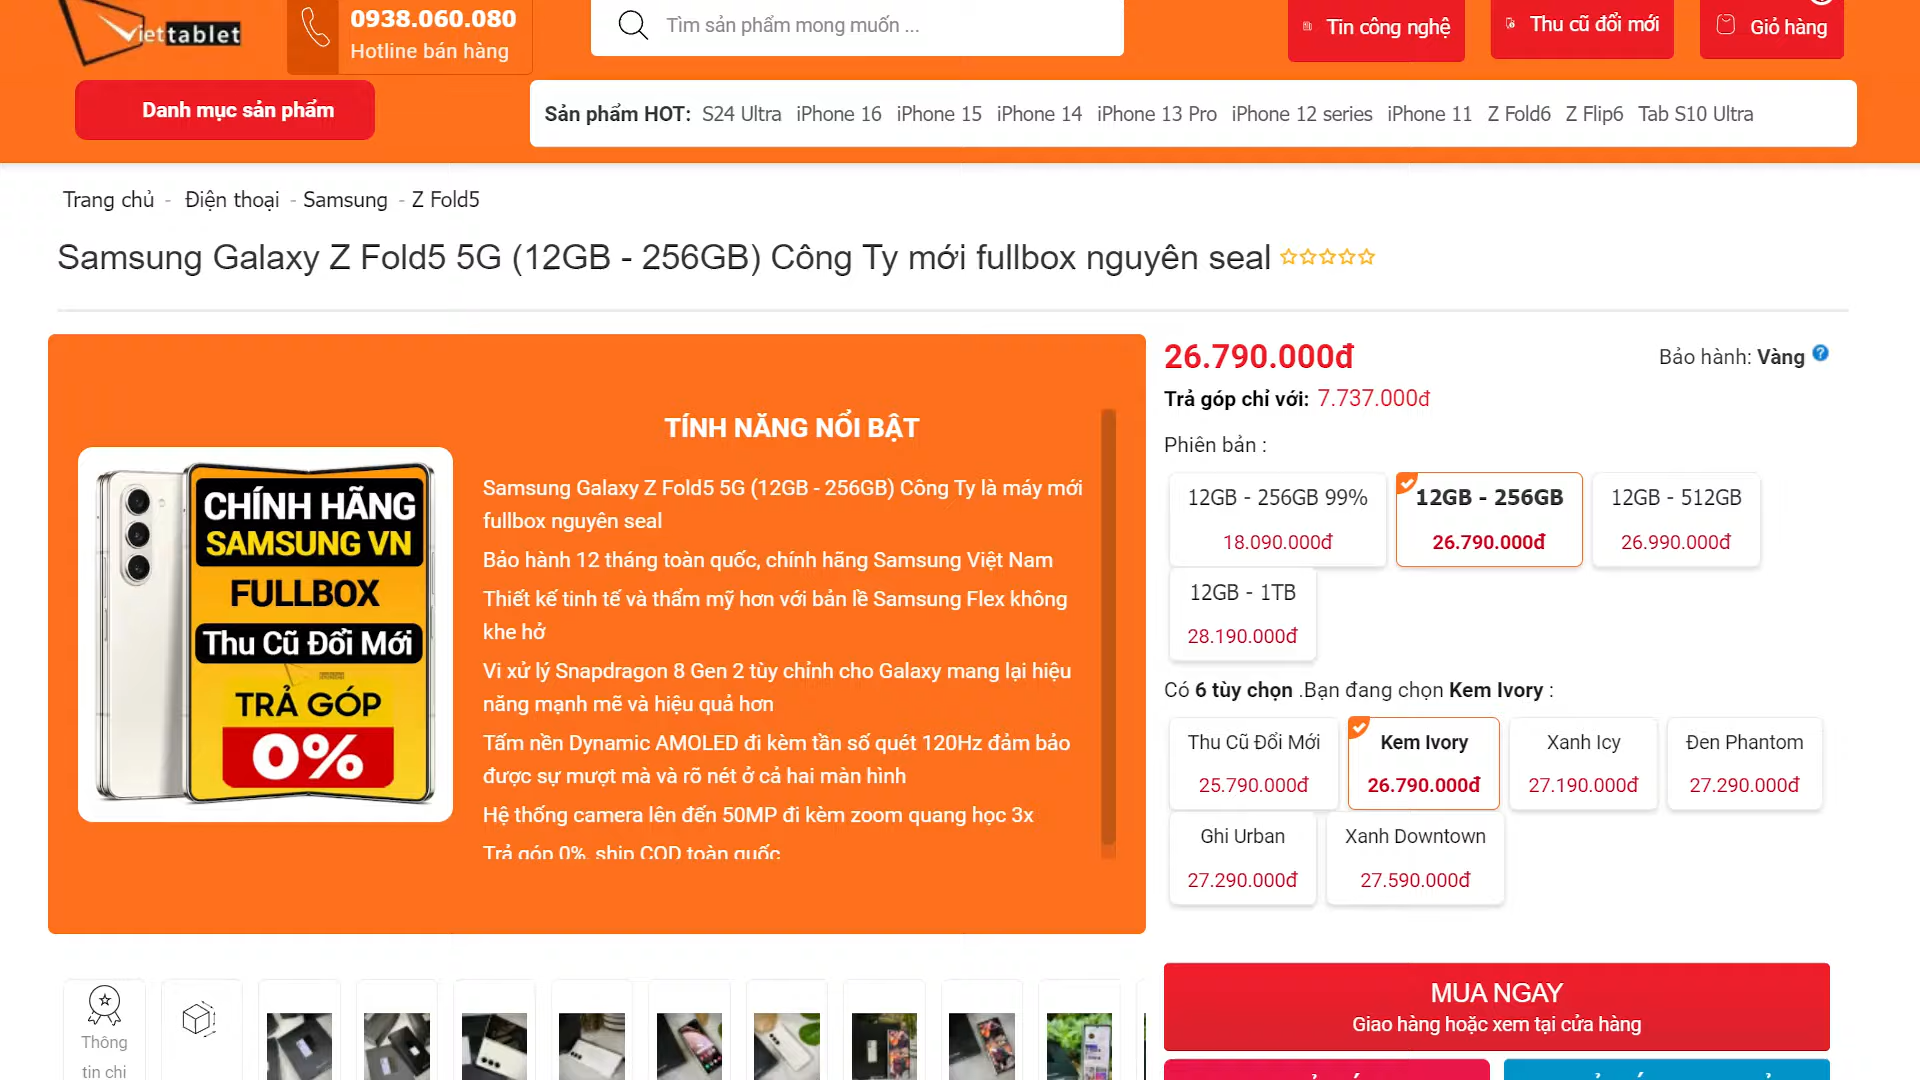 Viettablet
0938.060.080
Hotline bán hàng
Tìm sản phẩm mong muốn ...
Tin công nghệ
Thu cũ đổi mới
Giỏ hàng
Danh mục sản phẩm
Sản phẩm HOT: S24 Ultra iPhone 16 iPhone 15 iPhone 14 iPhone 13 Pro iPhone 12 series iPhone 11 Z Fold6 Z Flip6 Tab S10 Ultra
Trang chủ - Điện thoại - Samsung - Z Fold5
Samsung Galaxy Z Fold5 5G (12GB - 256GB) Công Ty mới fullbox nguyên seal
CHÍNH HÃNG
SAMSUNG VN
FULLBOX
Thu Cũ Đổi Mới
TRẢ GÓP
0%
TÍNH NĂNG NỔI BẬT
Samsung Galaxy Z Fold5 5G (12GB - 256GB) Công Ty là máy mới
fullbox nguyên seal
Bảo hành 12 tháng toàn quốc, chính hãng Samsung Việt Nam
Thiết kế tinh tế và thẩm mỹ hơn với bản lề Samsung Flex không
khe hở
Vi xử lý Snapdragon 8 Gen 2 tùy chỉnh cho Galaxy mang lại hiệu
năng mạnh mẽ và hiệu quả hơn
Tấm nền Dynamic AMOLED đi kèm tần số quét 120Hz đảm bảo
được sự mượt mà và rõ nét ở cả hai màn hình
Hệ thống camera lên đến 50MP đi kèm zoom quang học 3x
Trả góp 0%, ship COD toàn quốc
26.790.000đ
Bảo hành: Vàng
Trả góp chỉ với: 7.737.000đ
Phiên bản :
12GB - 256GB 99%
18.090.000đ
12GB - 256GB
26.790.000đ
12GB - 512GB
26.990.000đ
12GB - 1TB
28.190.000đ
Có 6 tùy chọn .Bạn đang chọn Kem Ivory :
Thu Cũ Đổi Mới
25.790.000đ
Kem Ivory
26.790.000đ
Xanh Icy
27.190.000đ
Đen Phantom
27.290.000đ
Ghi Urban
27.290.000đ
Xanh Downtown
27.590.000đ
MUA NGAY
Giao hàng hoặc xem tại cửa hàng
Thông
tin chi